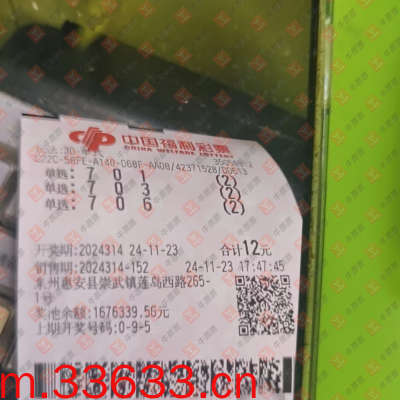 中国福利彩票
CHINA WELFARE LOTTERY
单选:7 0 1 (2)
单选:7 0 3 (2)
单选:7 0 6 (2)
开奖期:2024314 24-11-23 合计12元
销售期:2024314-152 24-11-23 17:47:45
泉州惠安县崇武镇莲岛西路265-
1号
奖池余额:1676339.56元
上期开奖号码:0-9-5
m.33633.cn